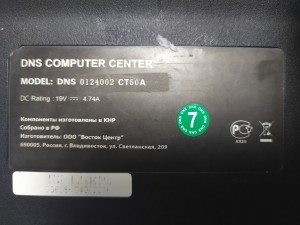 DNS COMPUTER CENTER
MODEL: DNS 0124002 CT50A
DC Rating : 19V 4.74A
Компоненты изготовлены в КНР
Собрано в РФ
Изготовитель: ООО "Восток Центр"
690005, Россия, г. Владивосток, ул. Светланская, 209
7